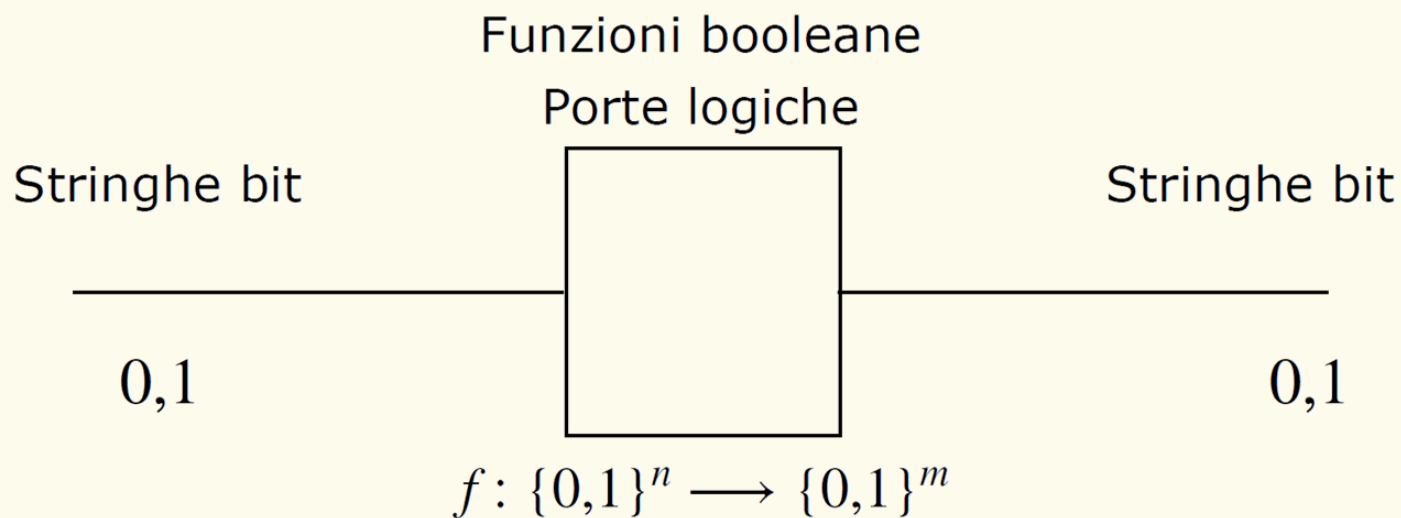 Funzioni booleane
Porte logiche
Stringhe bit
Stringhe bit
0,1
0,1
f : {0,1}ⁿ ⟶ {0,1}ᵐ